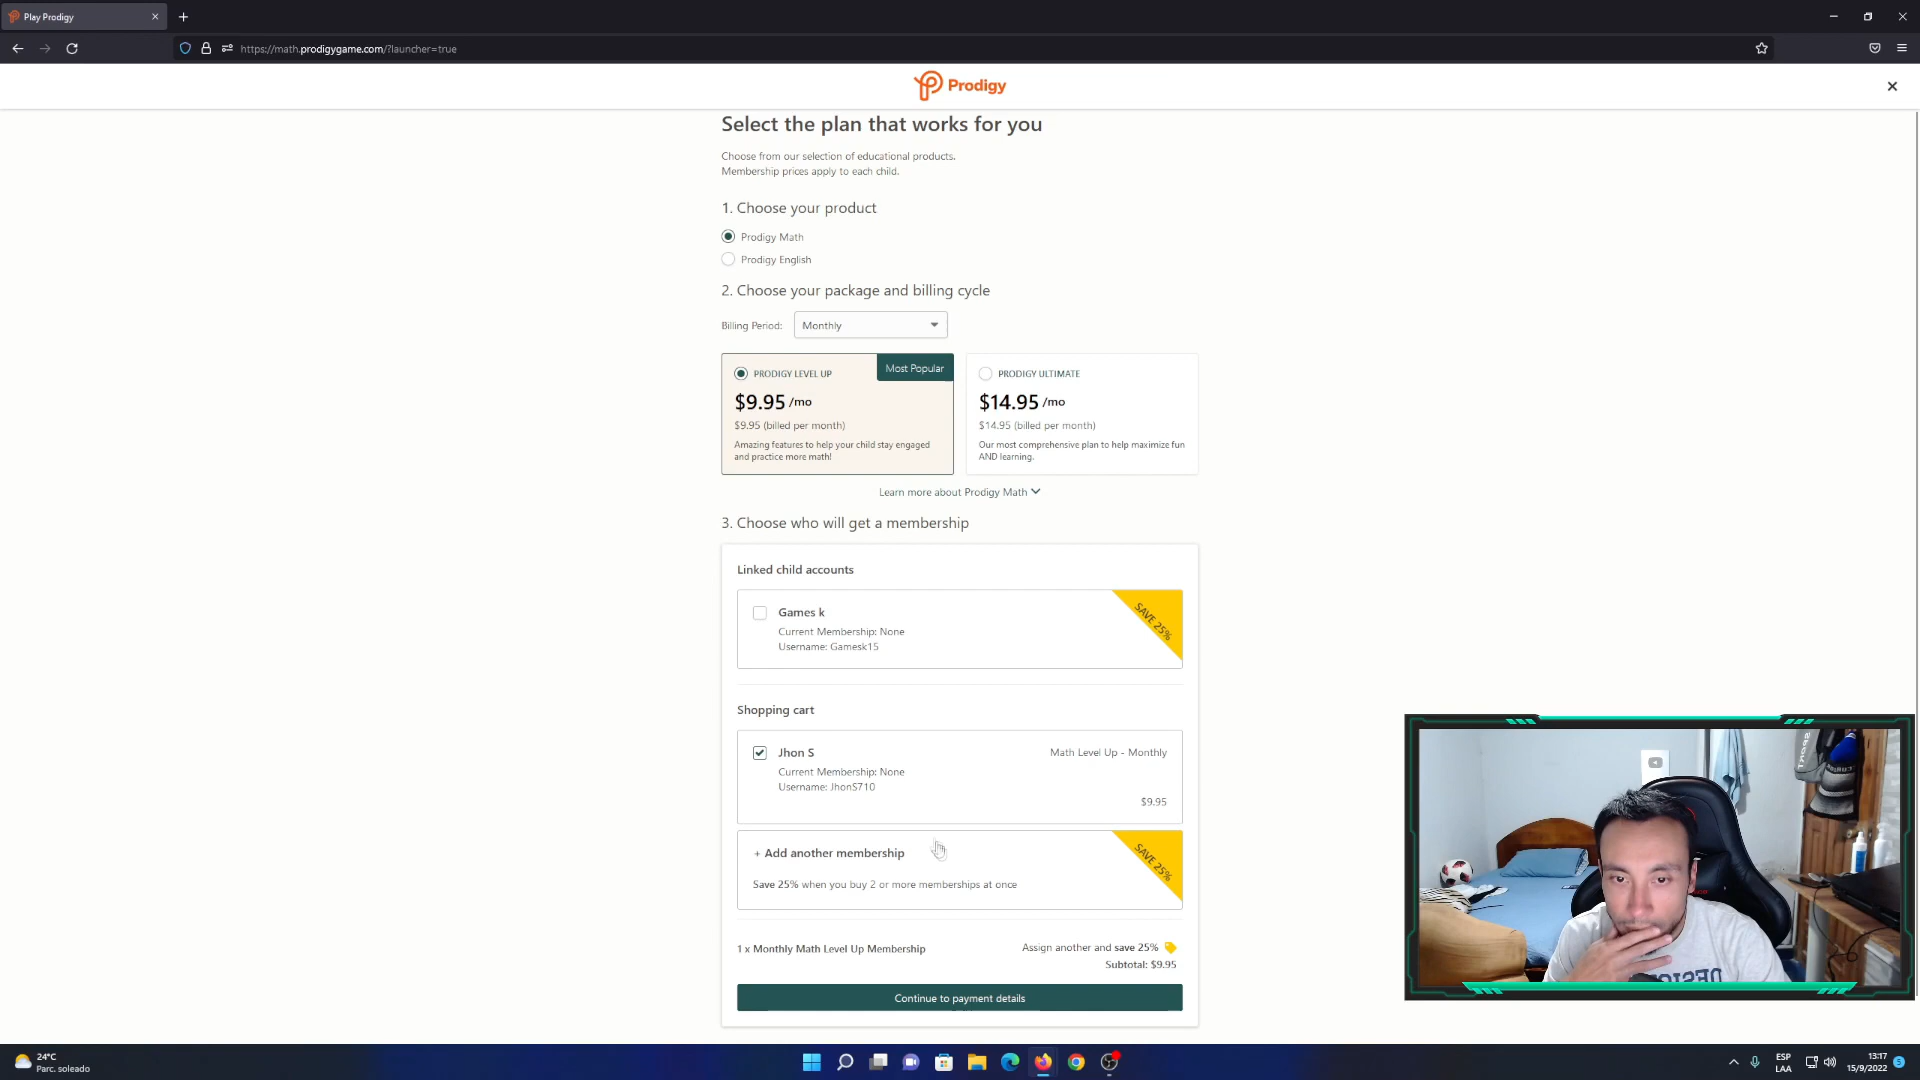 Play Prodigy
https://math.prodigygame.com/?launcher=true
Prodigy
Select the plan that works for you
Choose from our selection of educational products.
Membership prices apply to each child.
1. Choose your product
Prodigy Math
Prodigy English
2. Choose your package and billing cycle
Billing Period: Monthly
PRODIGY LEVEL UP
Most Popular
$9.95 /mo
$9.95 (billed per month)
Amazing features to help your child stay engaged
and practice more math!
PRODIGY ULTIMATE
$14.95 /mo
$14.95 (billed per month)
Our most comprehensive plan to help maximize fun
AND learning.
Learn more about Prodigy Math
3. Choose who will get a membership
Linked child accounts
Games k
Current Membership: None
Username: Gamesk15
SAVE 25%
Shopping cart
Jhon S
Math Level Up - Monthly
Current Membership: None
Username: JhonS710
$9.95
+ Add another membership
Save 25% when you buy 2 or more memberships at once
SAVE 25%
1 x Monthly Math Level Up Membership
Assign another and save 25%
Subtotal: $9.95
Continue to payment details
SPORT
DESIG
24°C
Parc. soleado
ESP
LAA
13:17
15/9/2022
5